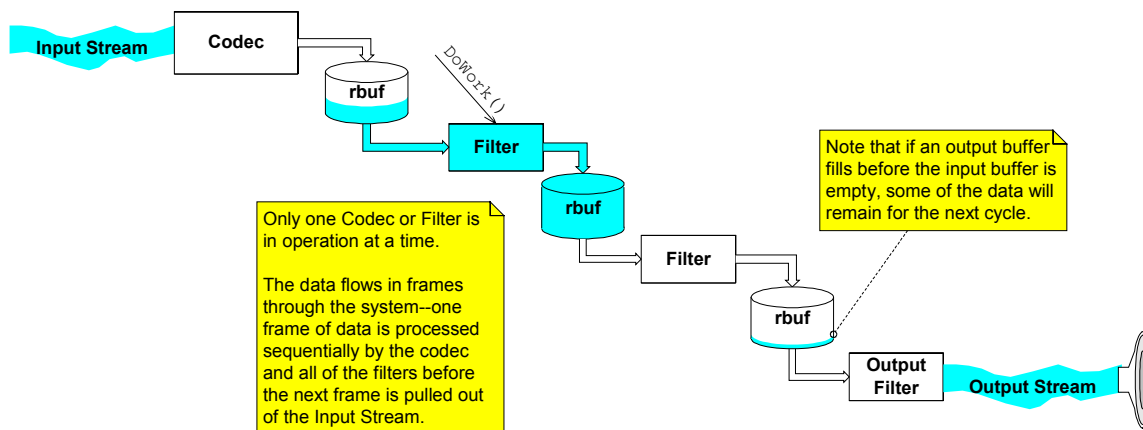 Input Stream
Codec
rbuf
DoWork()
Filter
rbuf
Only one Codec or Filter is
in operation at a time.
The data flows in frames
through the system--one
frame of data is processed
sequentially by the codec
and all of the filters before
the next frame is pulled out
of the Input Stream.
Filter
rbuf
Note that if an output buffer
fills before the input buffer is
empty, some of the data will
remain for the next cycle.
Output
Filter
Output Stream